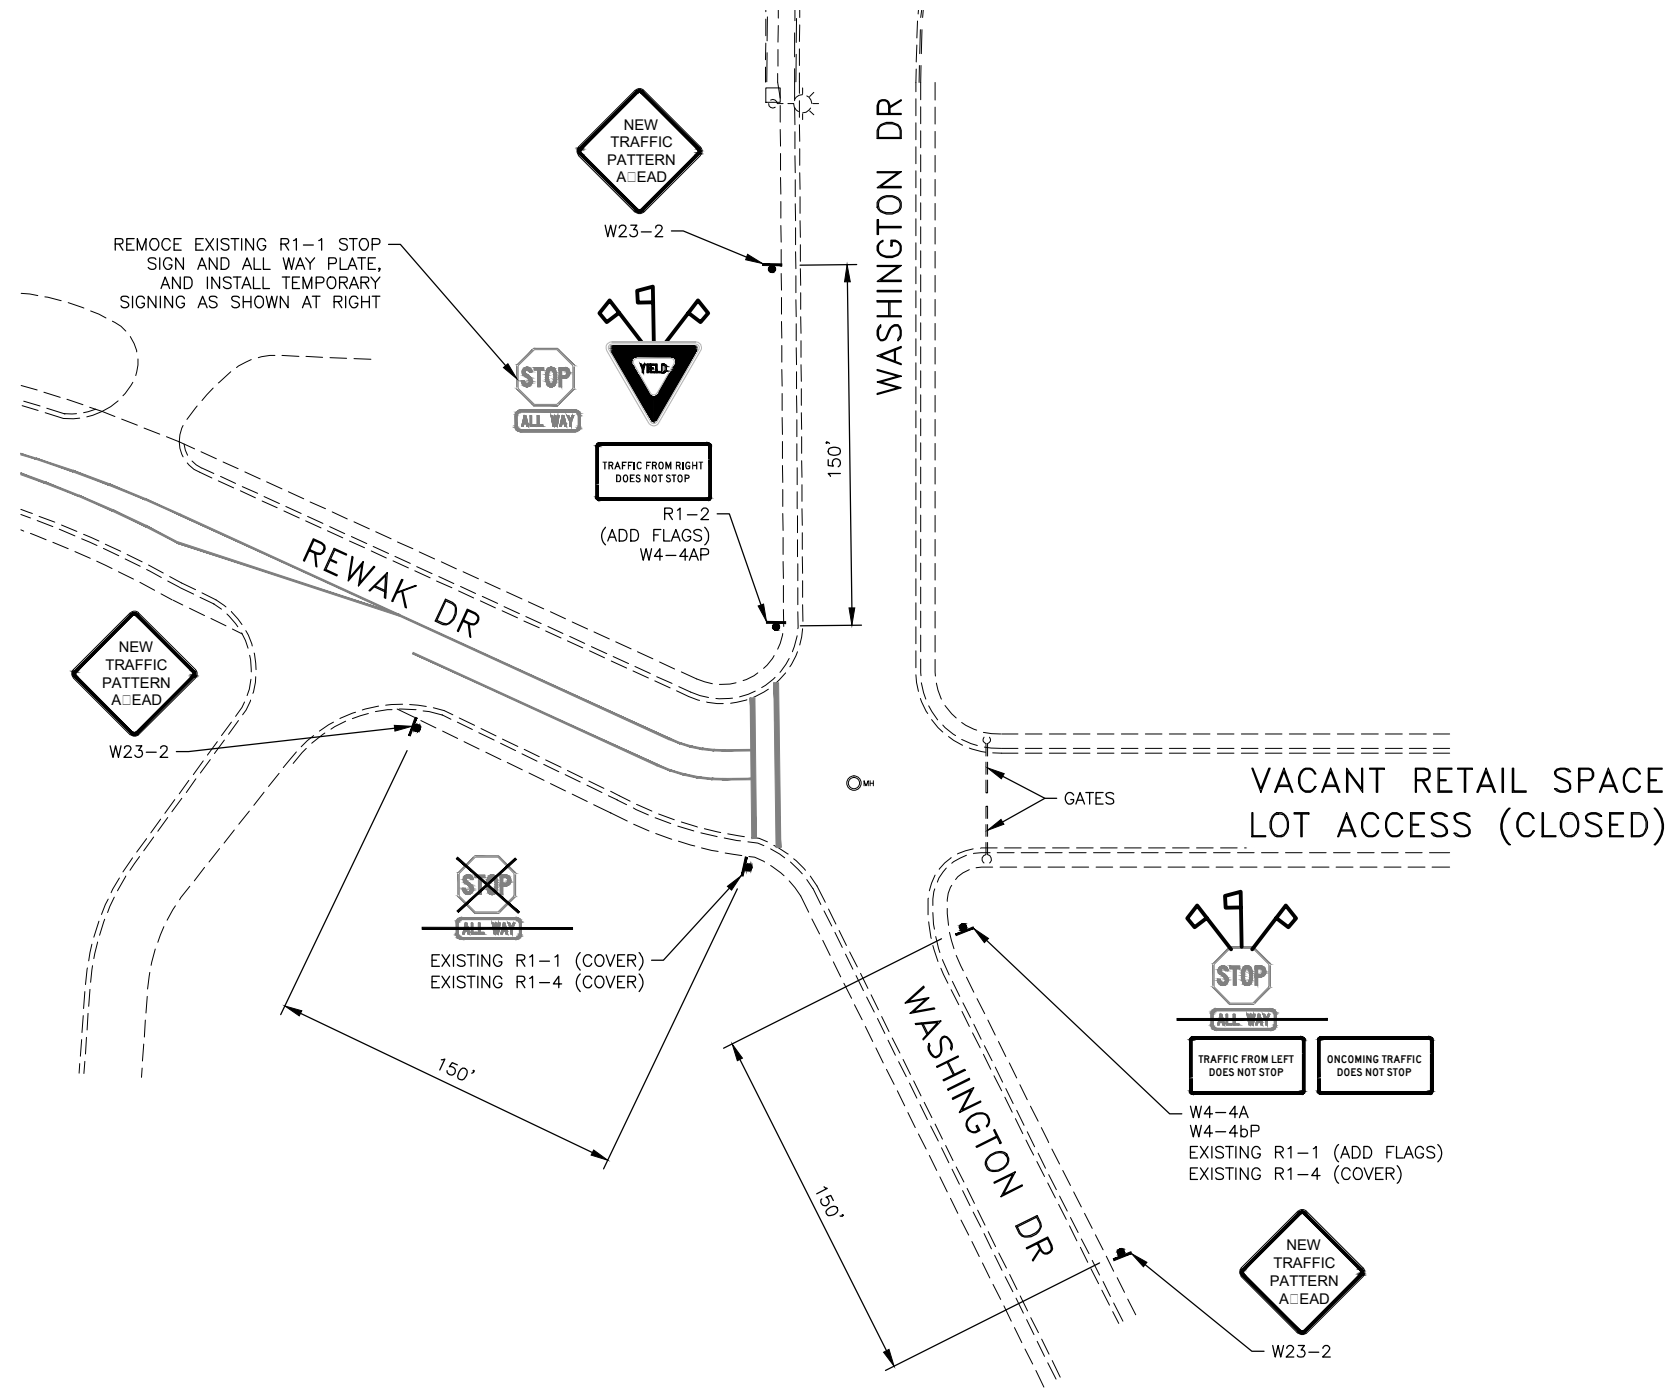 NEW
TRAFFIC
PATTERN
A□EAD
W23-2
WASHINGTON DR
REMOCE EXISTING R1-1 STOP
SIGN AND ALL WAY PLATE,
AND INSTALL TEMPORARY
SIGNING AS SHOWN AT RIGHT
STOP
ALL WAY
YIELD
TRAFFIC FROM RIGHT
DOES NOT STOP
R1-2
(ADD FLAGS)
W4-4AP
150'
REWAK DR
NEW
TRAFFIC
PATTERN
A□EAD
W23-2
MH
GATES
VACANT RETAIL SPACE
LOT ACCESS (CLOSED)
STOP
ALL WAY
EXISTING R1-1 (COVER)
EXISTING R1-4 (COVER)
150'
WASHINGTON DR
150'
STOP
ALL WAY
TRAFFIC FROM LEFT
DOES NOT STOP
ONCOMING TRAFFIC
DOES NOT STOP
W4-4A
W4-4bP
EXISTING R1-1 (ADD FLAGS)
EXISTING R1-4 (COVER)
NEW
TRAFFIC
PATTERN
A□EAD
W23-2